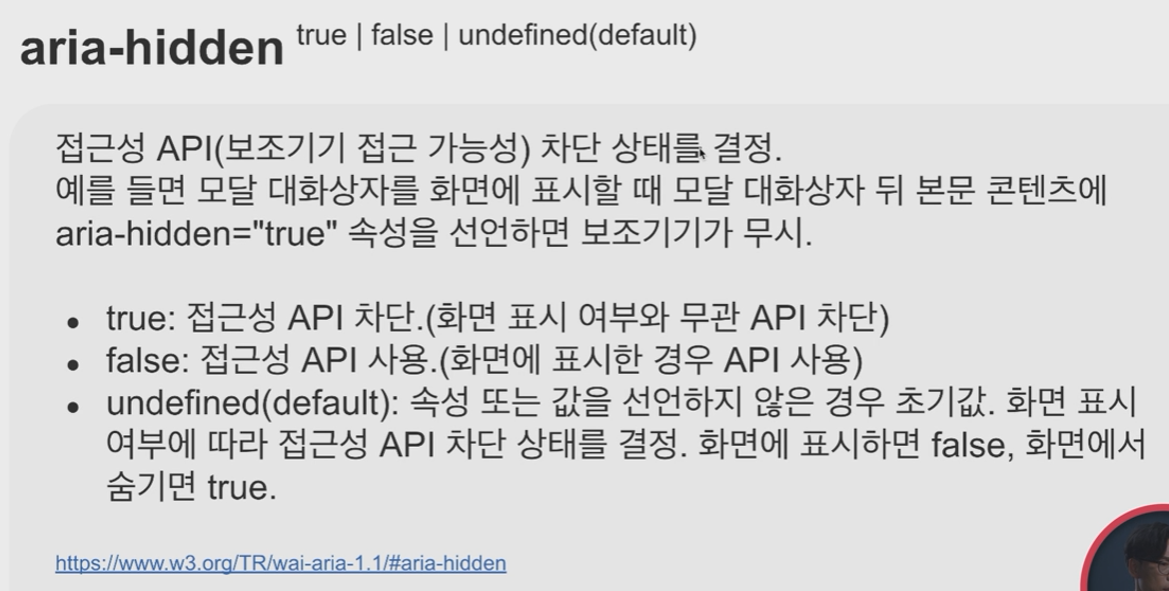 aria-hidden true | false | undefined(default)
접근성 API(보조기기 접근 가능성) 차단 상태를 결정.
예를 들면 모달 대화상자를 화면에 표시할 때 모달 대화상자 뒤 본문 콘텐츠에
aria-hidden="true" 속성을 선언하면 보조기기가 무시.
● true: 접근성 API 차단.(화면 표시 여부와 무관 API 차단)
● false: 접근성 API 사용.(화면에 표시한 경우 API 사용)
● undefined(default): 속성 또는 값을 선언하지 않은 경우 초기값. 화면 표시
여부에 따라 접근성 API 차단 상태를 결정. 화면에 표시하면 false, 화면에서
숨기면 true.
https://www.w3.org/TR/wai-aria-1.1/#aria-hidden